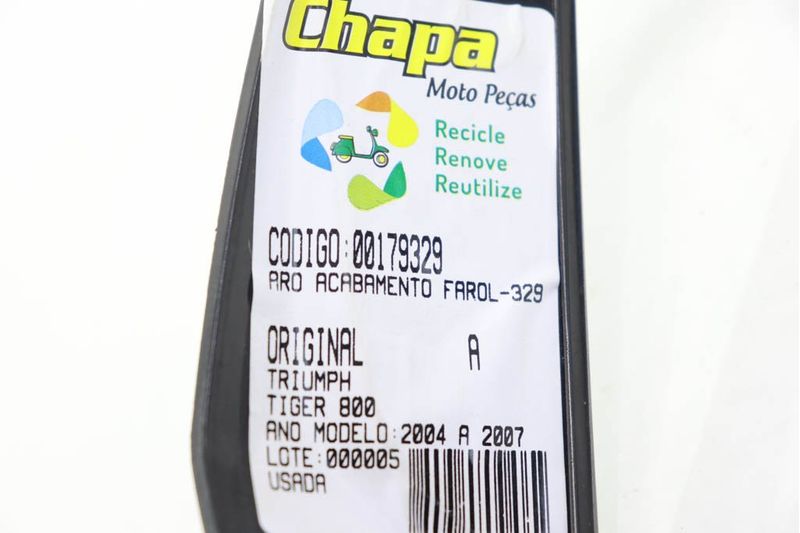 Chapa
Moto Peças
Recicle
Renove
Reutilize
CODIGO:00179329
ARO ACABAMENTO FAROL-329
ORIGINAL A
TRIUMPH
TIGER 800
ANO MODELO:2004 A 2007
LOTE:000005
USADA